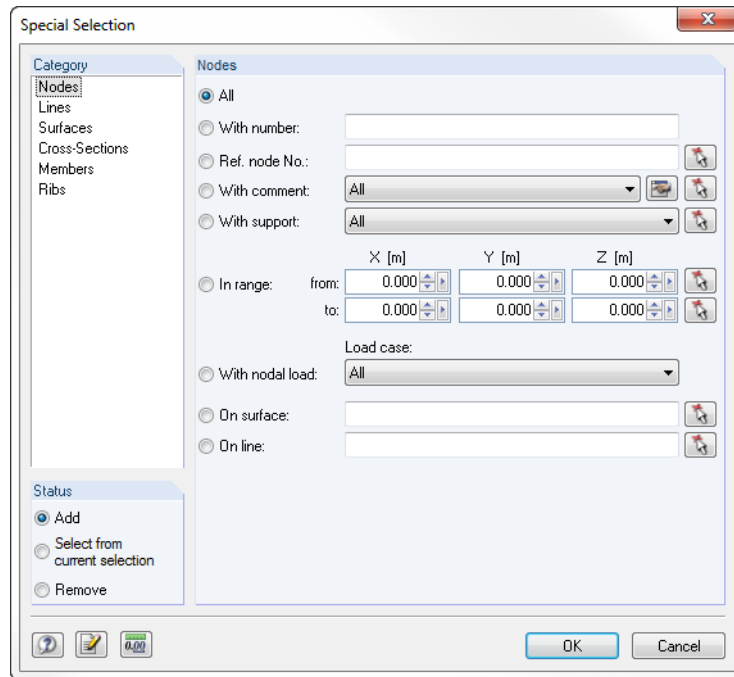 Special Selection
Category
Nodes
Lines
Surfaces
Cross-Sections
Members
Ribs
Status
Add
Select from
current selection
Remove
Nodes
All
With number:
Ref. node No.:
With comment: All
With support: All
X [m] Y [m] Z [m]
In range: from: 0.000 0.000 0.000
to: 0.000 0.000 0.000
Load case:
With nodal load: All
On surface:
On line:
0.00
OK Cancel